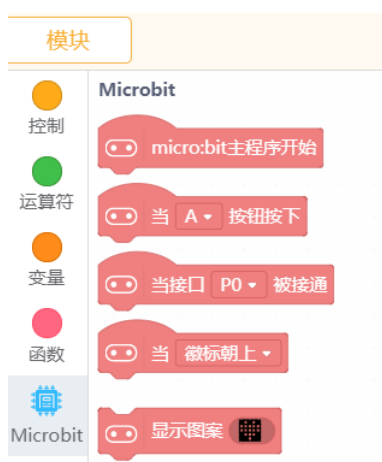 模块
控制
运算符
变量
函数
Microbit
Microbit
micro:bit主程序开始
当 A 按钮按下
当接口 P0 被接通
当 徽标朝上
显示图案